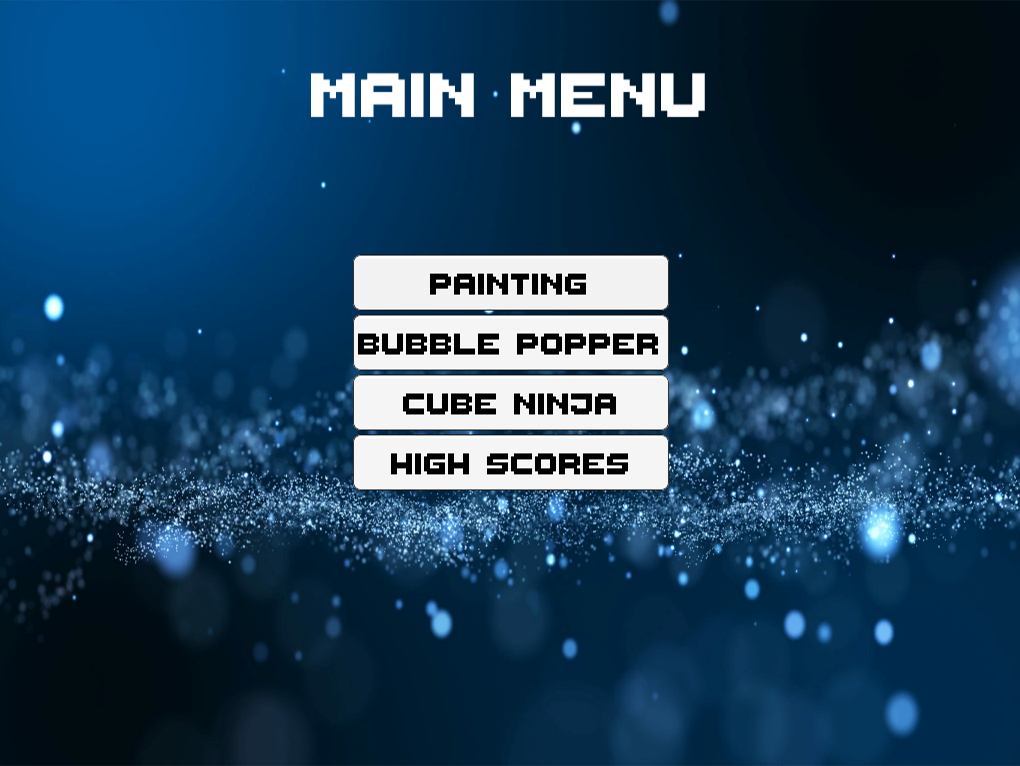 MAIN MENU
PAINTING
BUBBLE POPPER
CUBE NINJA
HIGH SCORES